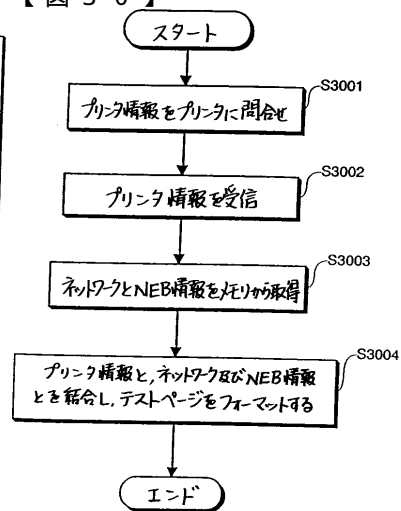 【図30】
スタート
S3001
プリンタ情報をプリンタに問合せ
S3002
プリンタ情報を受信
S3003
ネットワークとNEB情報をメモリから取得
S3004
プリンタ情報と,ネットワーク及びNEB情報
とを結合し,テストページをフォーマットする
エンド